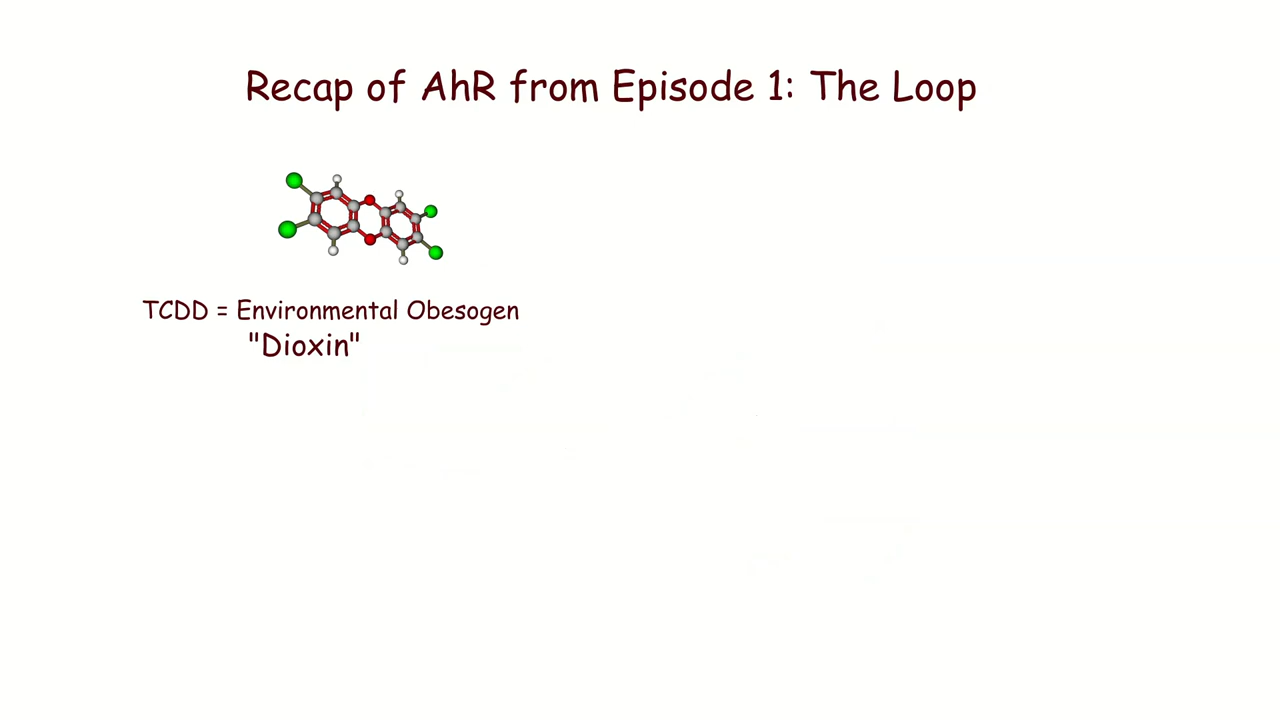 Recap of AhR from Episode 1: The Loop
TCDD = Environmental Obesogen
"Dioxin"